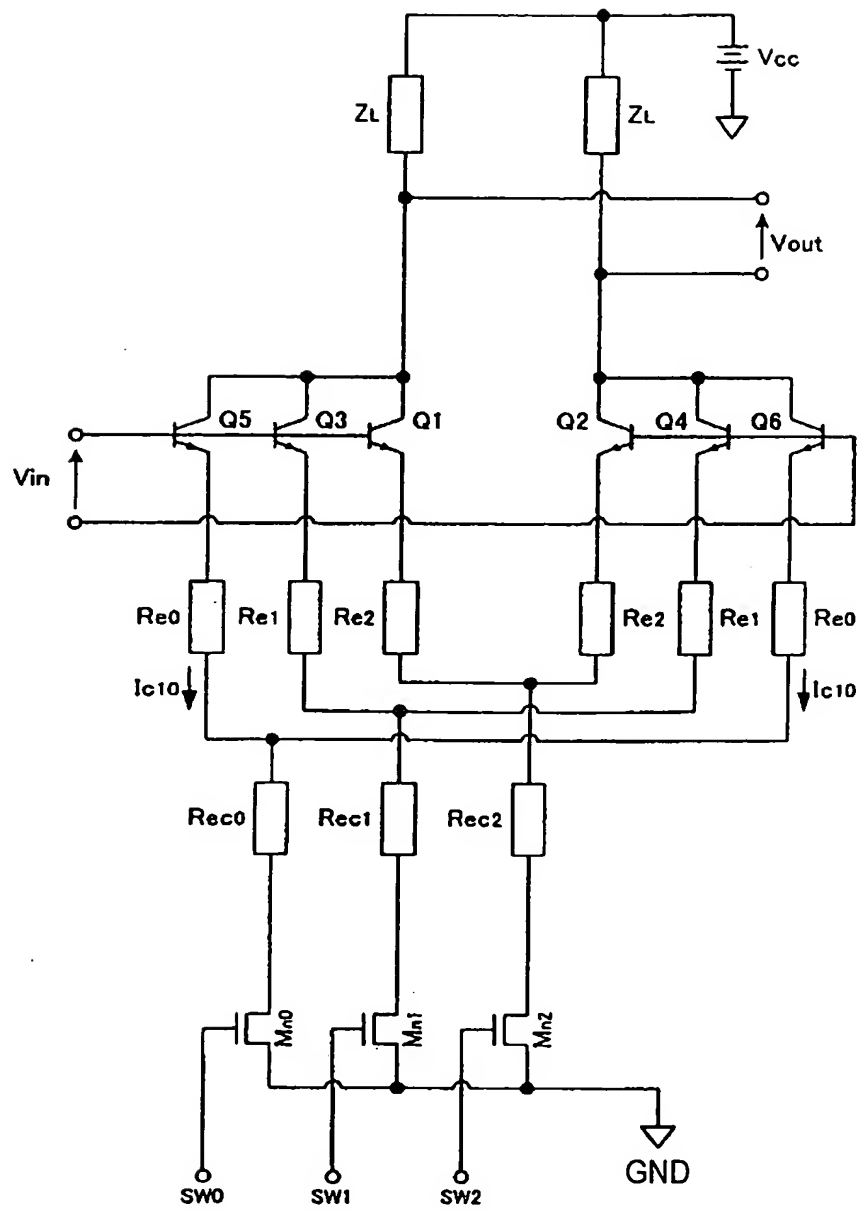 Vcc
ZL
ZL
Vout
Q5
Q3
Q1
Q2
Q4
Q6
Vin
Re0
Re1
Re2
Re2
Re1
Re0
Ic10
Ic10
Rec0
Rec1
Rec2
Mn0
Mn1
Mn2
GND
SW0
SW1
SW2